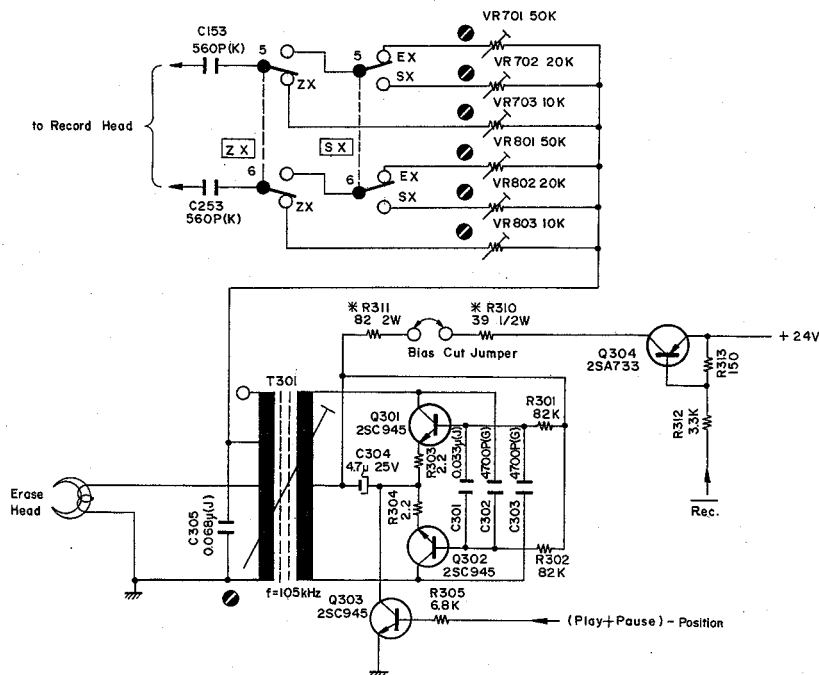 VR701 50K
C153
560P(K)
5
ZX
5
EX
SX
VR702 20K
VR703 10K
to Record Head
ZX
SX
VR801 50K
6
ZX
6
EX
SX
VR802 20K
C253
560P(K)
VR803 10K
* R311
82 2W
* R310
39 1/2W
Bias Cut Jumper
Q304
2SA733
+24V
R313
150
R312
3.3K
Rec.
T301
Q301
2SC945
R301
82K
C304
4.7μ 25V
R303
2.2
0.033μ(J)
4700P(G)
4700P(G)
R304
2.2
C301
C302
C303
Erase
Head
C305
0.068μ(J)
Q302
2SC945
R302
82K
f=105kHz
Q303
2SC945
R305
6.8K
(Play+Pause)-Position